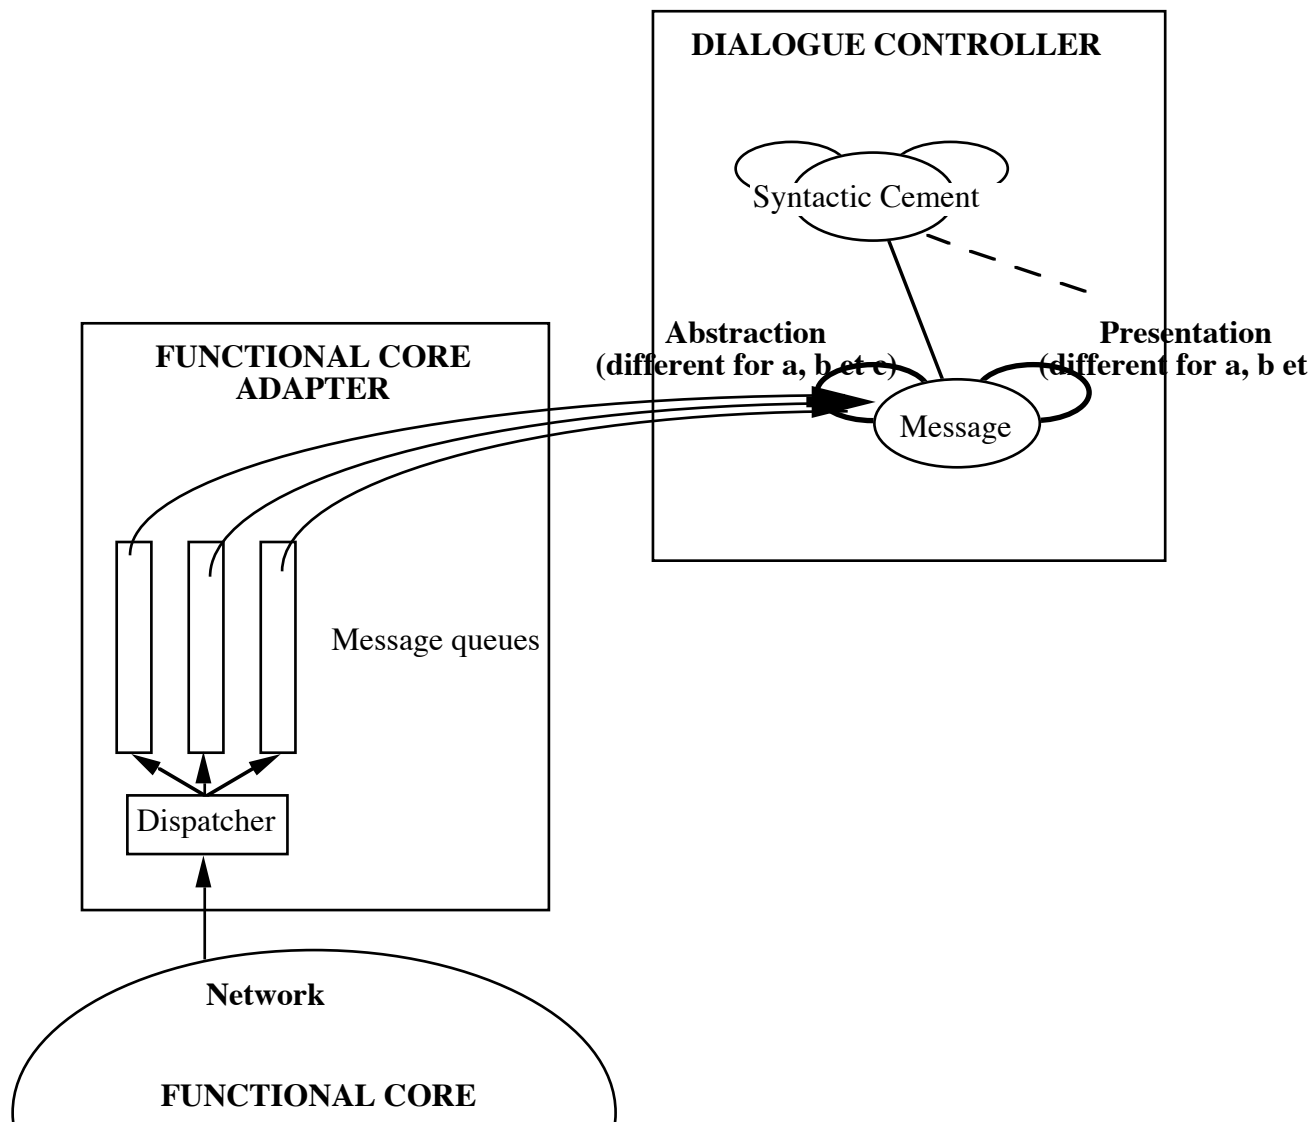 DIALOGUE CONTROLLER
Syntactic Cement
Abstraction
(different for a, b et c)
Presentation
(different for a, b et
Message
FUNCTIONAL CORE
ADAPTER
Message queues
Dispatcher
Network
FUNCTIONAL CORE